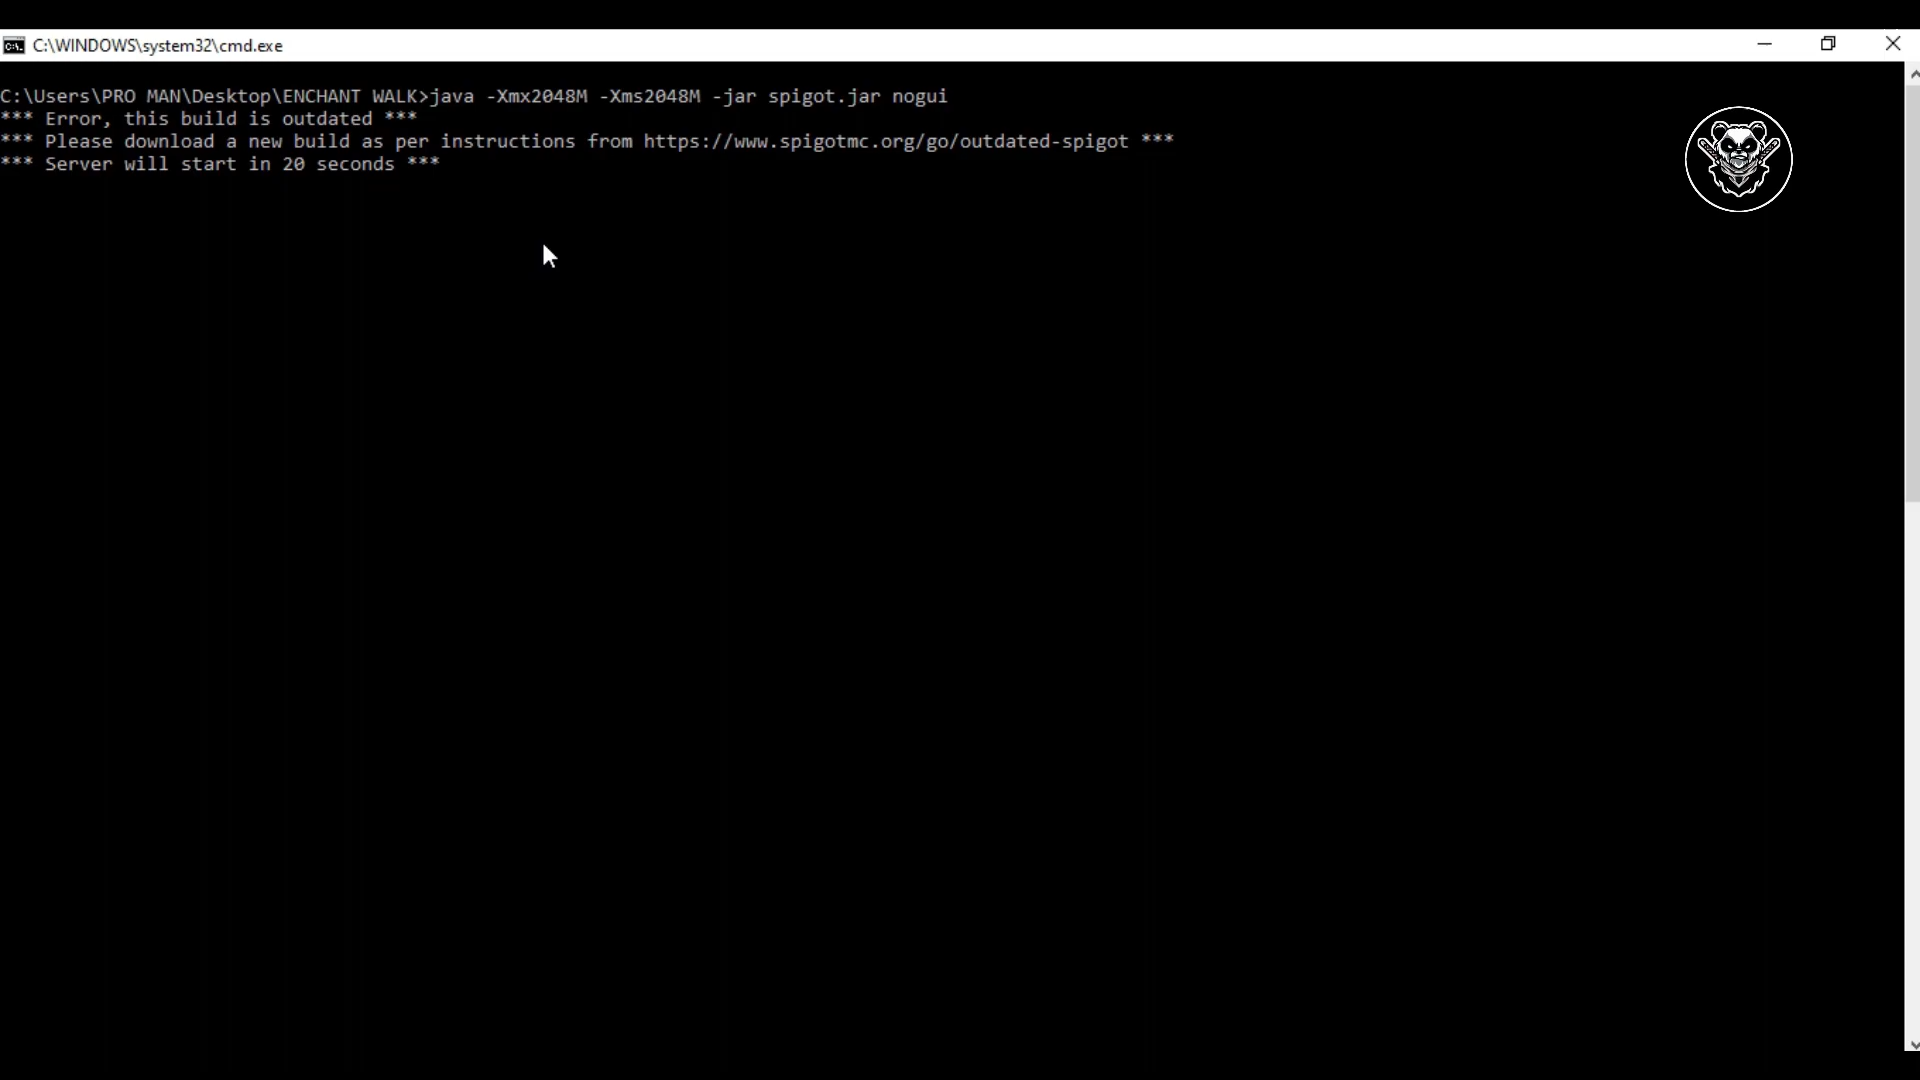 C:\WINDOWS\system32\cmd.exe
C:\Users\PRO MAN\Desktop\ENCHANT WALK>java -Xmx2048M -Xms2048M -jar spigot.jar nogui
*** Error, this build is outdated ***
*** Please download a new build as per instructions from https://www.spigotmc.org/go/outdated-spigot ***
*** Server will start in 20 seconds ***